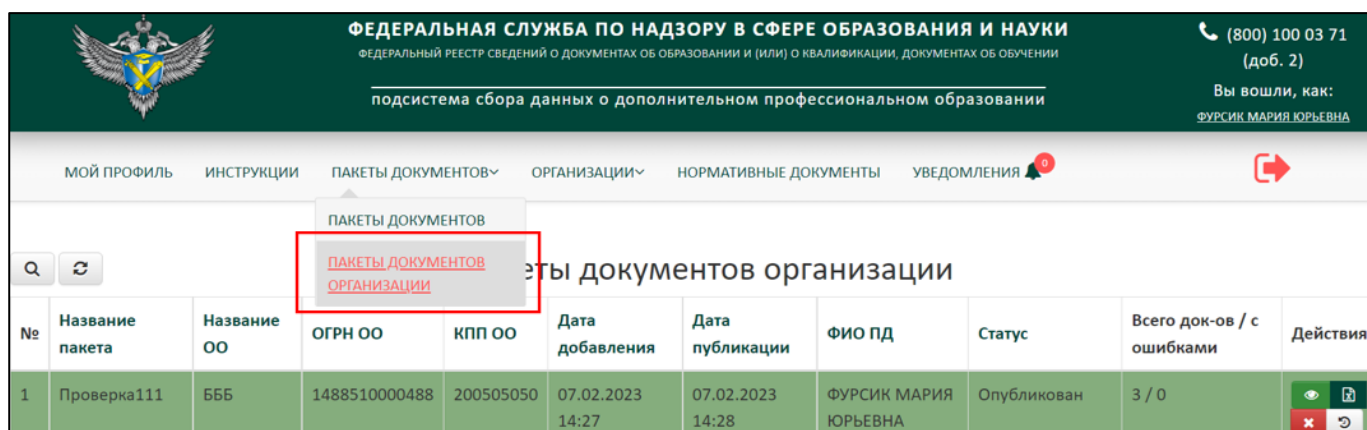 ФЕДЕРАЛЬНАЯ СЛУЖБА ПО НАДЗОРУ В СФЕРЕ ОБРАЗОВАНИЯ И НАУКИ
ФЕДЕРАЛЬНЫЙ РЕЕСТР СВЕДЕНИЙ О ДОКУМЕНТАХ ОБ ОБРАЗОВАНИИ И (ИЛИ) О КВАЛИФИКАЦИИ, ДОКУМЕНТАХ ОБ ОБУЧЕНИИ
подсистема сбора данных о дополнительном профессиональном образовании
(800) 100 03 71
(доб. 2)
Вы вошли, как:
ФУРСИК МАРИЯ ЮРЬЕВНА
МОЙ ПРОФИЛЬ ИНСТРУКЦИИ ПАКЕТЫ ДОКУМЕНТОВ ОРГАНИЗАЦИИ НОРМАТИВНЫЕ ДОКУМЕНТЫ УВЕДОМЛЕНИЯ 0
ПАКЕТЫ ДОКУМЕНТОВ
ПАКЕТЫ ДОКУМЕНТОВ
ОРГАНИЗАЦИИ
еты документов организации
№ Название пакета Название ОО ОГРН ОО КПП ОО Дата добавления Дата публикации ФИО ПД Статус Всего док-ов / с ошибками Действия
1 Проверка111 БББ 1488510000488 200505050 07.02.2023 14:27 07.02.2023 14:28 ФУРСИК МАРИЯ ЮРЬЕВНА Опубликован 3 / 0